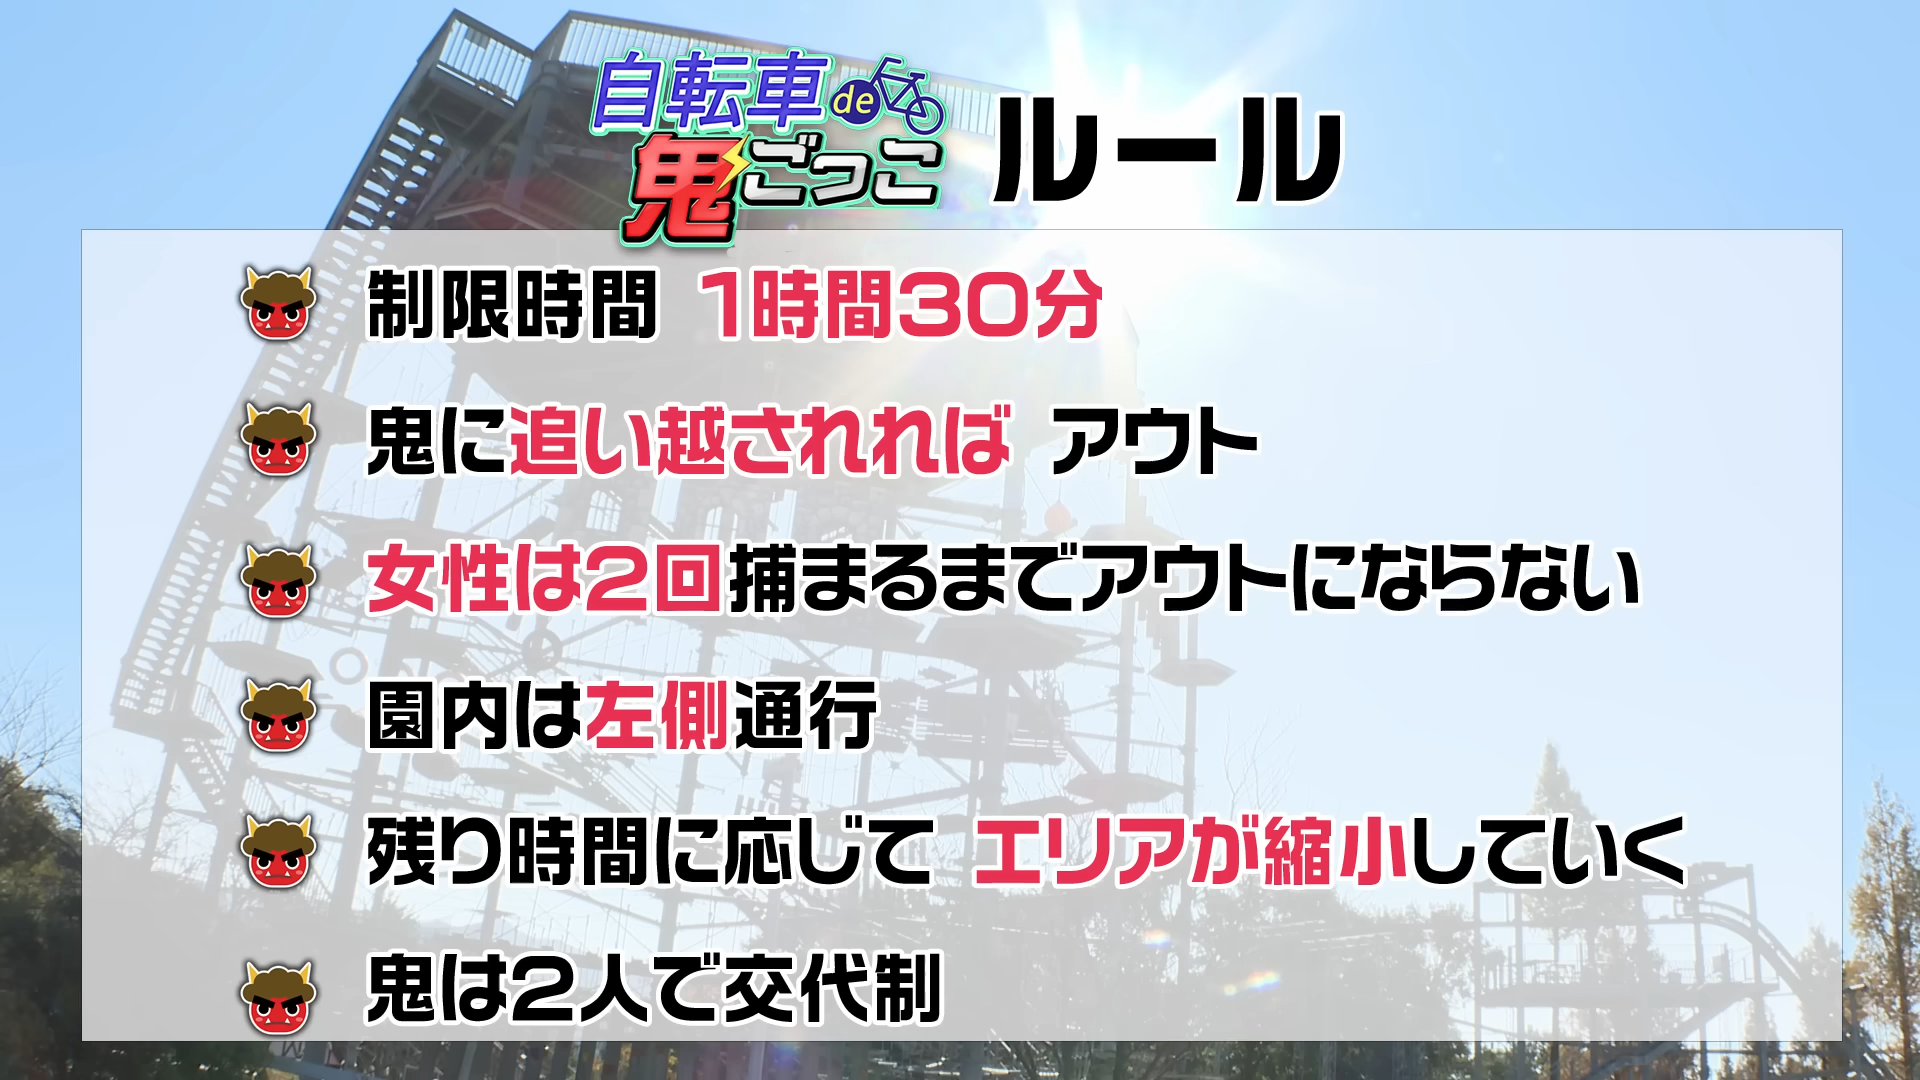 自転車de
鬼ごっこ ルール
制限時間 1時間30分
鬼に追い越されれば アウト
女性は2回捕まるまでアウトにならない
園内は左側通行
残り時間に応じて エリアが縮小していく
鬼は2人で交代制